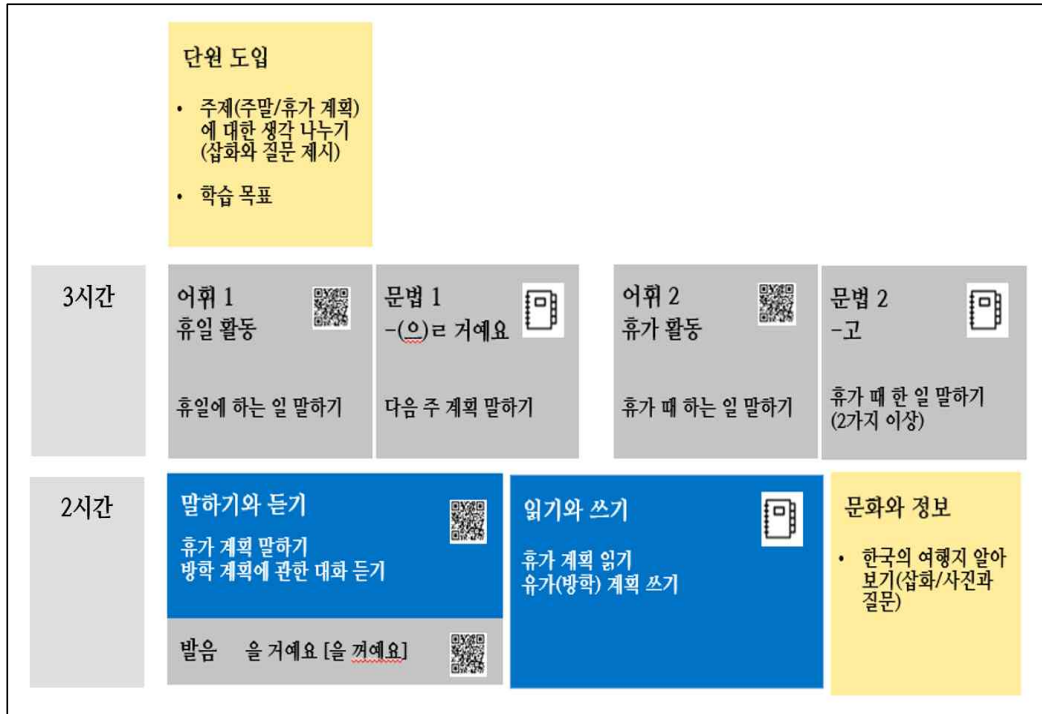 단원 도입
• 주제(주말/휴가 계획)
에 대한 생각 나누기
(삽화와 질문 제시)
• 학습 목표
3시간
어휘 1
휴일 활동
휴일에 하는 일 말하기
문법 1
-(으)ㄹ 거예요
다음 주 계획 말하기
어휘 2
휴가 활동
휴가 때 하는 일 말하기
문법 2
-고
휴가 때 한 일 말하기
(2가지 이상)
2시간
말하기와 듣기
휴가 계획 말하기
방학 계획에 관한 대화 듣기
발음 을 거예요 [을 꺼예요]
읽기와 쓰기
휴가 계획 읽기
유가(방학) 계획 쓰기
문화와 정보
• 한국의 여행지 알아
보기(삽화/사진과
질문)